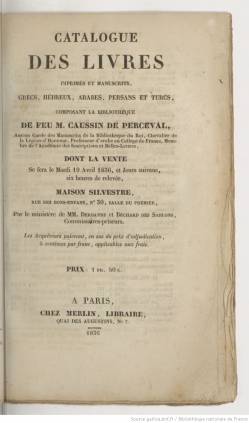 CATALOGUE
DES LIVRES
IMPRIMÉS ET MANUSCRITS,
GRECS, HÉBREUX, ARABES, PERSANS ET TURCS,
COMPOSANT LA BIBLIOTHÈQUE
DE FEU M. CAUSSIN DE PERCEVAL,
Ancien Garde des Manuscrits de la Bibliothèque du Roi, Chevalier de
la Légion d'Honneur, Professeur d'arabe au Collège de France, Mem-
bre de l'Académie des Inscriptions et Belles-Lettres,
DONT LA VENTE
Se fera le Mardi 19 Avril 1836, et Jours suivans,
six heures de relevée,
MAISON SILVESTRE,
RUE DES BONS-ENFANS, N° 30, SALLE DU PREMIER,
Par le ministère de MM.
Commissaires-priseurs.
Les Acquéreurs paieront, en sus du prix d'adjudication,
5 centimes par franc, applicables aux frais.
PRIX : 1 FR. 50 C.
A PARIS,
CHEZ MERLIN, LIBRAIRE,
QUAI DES AUGUSTINS, N° 7.
1836
Source gallica.bnf.fr / Bibliothèque nationale de France